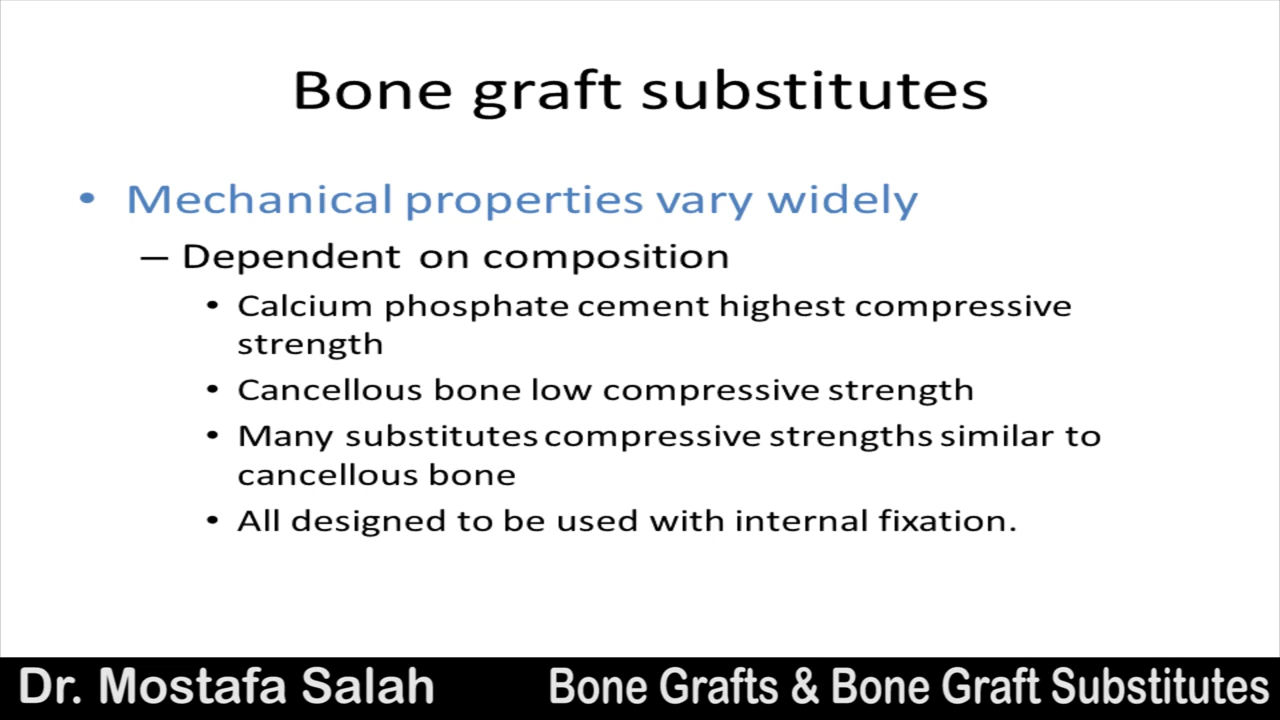 Bone graft substitutes
• Mechanical properties vary widely
– Dependent on composition
• Calcium phosphate cement highest compressive
strength
• Cancellous bone low compressive strength
• Many substitutes compressive strengths similar to
cancellous bone
• All designed to be used with internal fixation.
Dr. Mostafa Salah
Bone Grafts & Bone Graft Substitutes